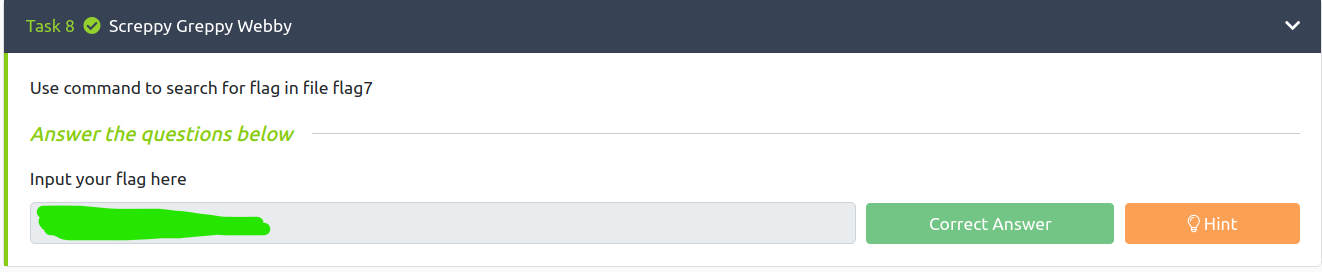 Task 8 Screppy Greppy Webby
Use command to search for flag in file flag7
Answer the questions below
Input your flag here
Correct Answer
Hint